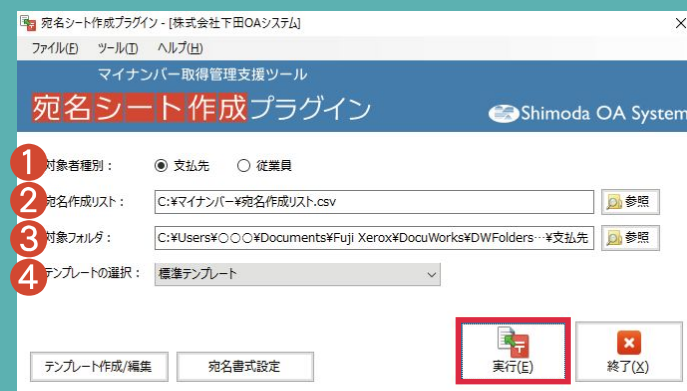 宛名シート作成プラグイン - [株式会社下田OAシステム]
ファイル(F) ツール(T) ヘルプ(H)
マイナンバー取得管理支援ツール
宛名シート作成プラグイン
Shimoda OA System
1 対象者種別： 支払先 従業員
2 宛名作成リスト： C:¥マイナンバー¥宛名作成リスト.csv 参照
3 対象フォルダ： C:¥Users¥○○○¥Documents¥Fuji Xerox¥DocuWorks¥DWFolders…¥支払先 参照
4 テンプレートの選択： 標準テンプレート
テンプレート作成/編集 宛名書式設定 実行(E) 終了(X)